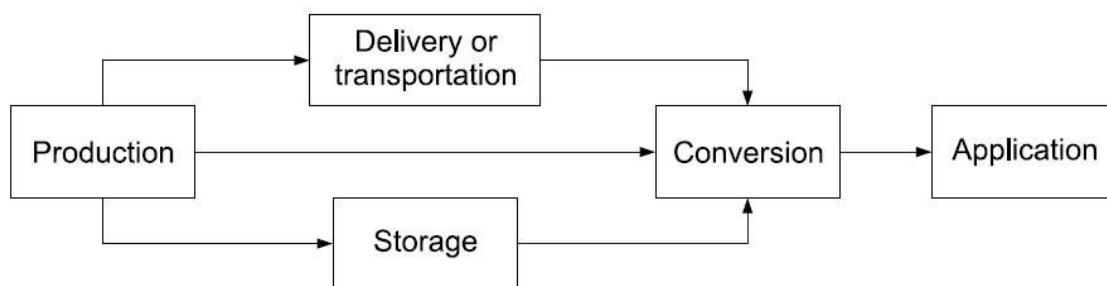 Delivery or
transportation
Production
Conversion
Application
Storage